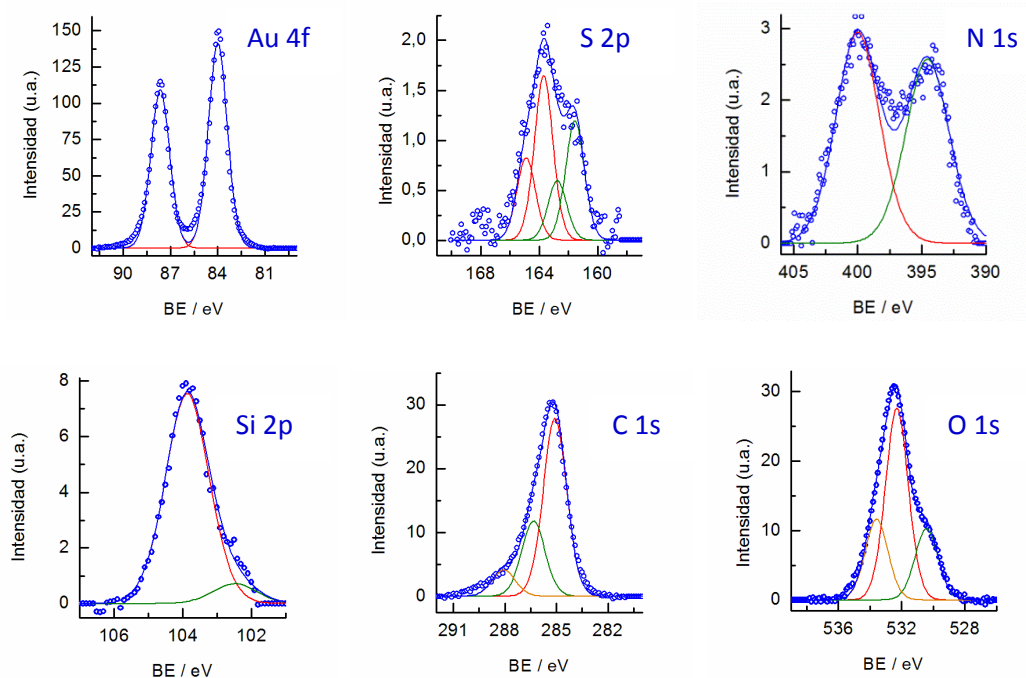 Au 4f
150
125
100
75
50
25
0
90 87 84 81
Intensidad (u.a.)
BE / eV
S 2p
2,0
1,5
1,0
0,5
0,0
168 164 160
Intensidad (u.a.)
BE / eV
N 1s
3
2
1
0
405 400 395 390
Intensidad (u.a.)
BE / eV
Si 2p
8
6
4
2
0
106 104 102
Intensidad (u.a.)
BE / eV
C 1s
30
20
10
0
291 288 285 282
Intensidad (u.a.)
BE / eV
O 1s
30
20
10
0
536 532 528
Intensidad (u.a.)
BE / eV